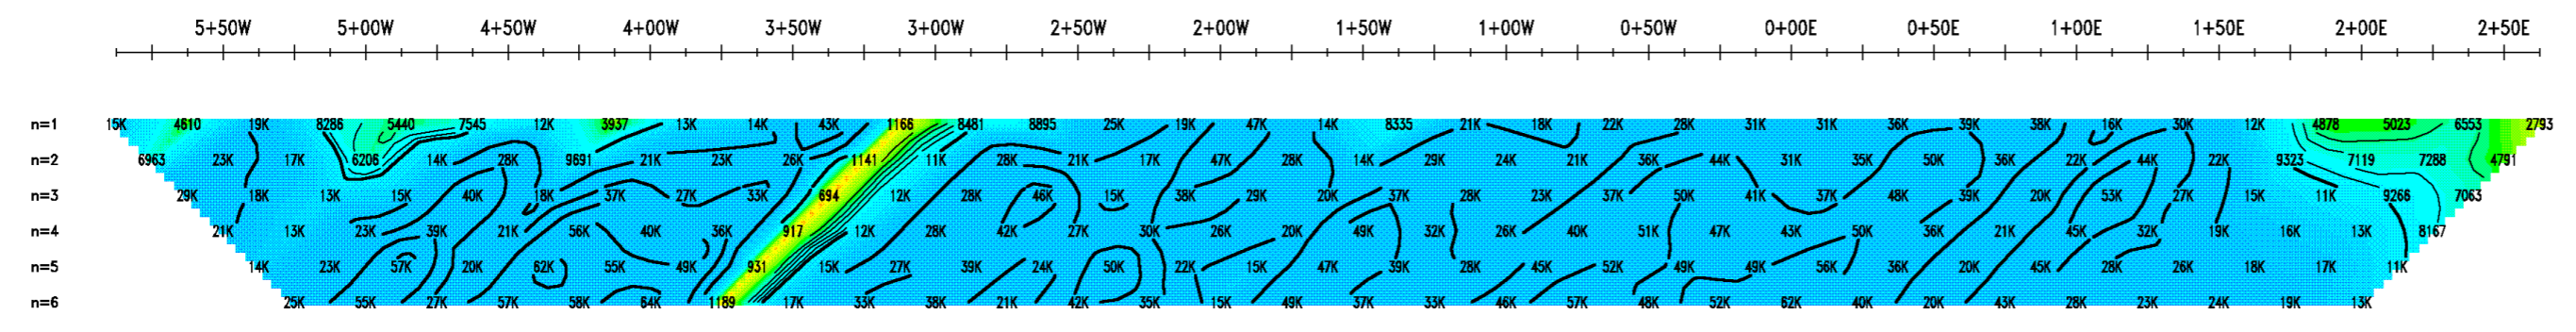 5+50W 5+00W 4+50W 4+00W 3+50W 3+00W 2+50W 2+00W 1+50W 1+00W 0+50W 0+00E 0+50E 1+00E 1+50E 2+00E 2+50E
n=1 15K 4610 19K 8286 5440 7545 12K 3937 13K 14K 43K 1166 8481 8895 25K 19K 47K 14K 8335 21K 18K 22K 28K 31K 31K 36K 39K 38K 16K 30K 12K 4878 5023 6553 2793
n=2 6963 23K 17K 6206 14K 28K 9691 21K 23K 26K 1141 11K 28K 21K 17K 47K 28K 14K 29K 24K 21K 36K 44K 31K 35K 50K 36K 22K 44K 22K 9323 7119 7288 4791
n=3 29K 18K 13K 15K 40K 18K 37K 27K 33K 694 12K 28K 46K 15K 38K 29K 20K 37K 28K 23K 37K 50K 41K 37K 48K 39K 20K 53K 27K 15K 11K 9266 7063
n=4 21K 13K 23K 39K 21K 56K 40K 36K 917 12K 28K 42K 27K 30K 26K 20K 49K 32K 26K 40K 51K 47K 43K 50K 36K 21K 45K 32K 19K 16K 13K 8167
n=5 14K 23K 57K 20K 62K 55K 49K 931 15K 27K 39K 24K 50K 22K 15K 47K 39K 28K 45K 52K 49K 49K 56K 36K 20K 45K 28K 26K 18K 17K 11K
n=6 25K 55K 27K 57K 58K 64K 1189 17K 33K 38K 21K 42K 35K 15K 49K 37K 33K 46K 57K 48K 52K 62K 40K 20K 43K 28K 23K 24K 19K 13K